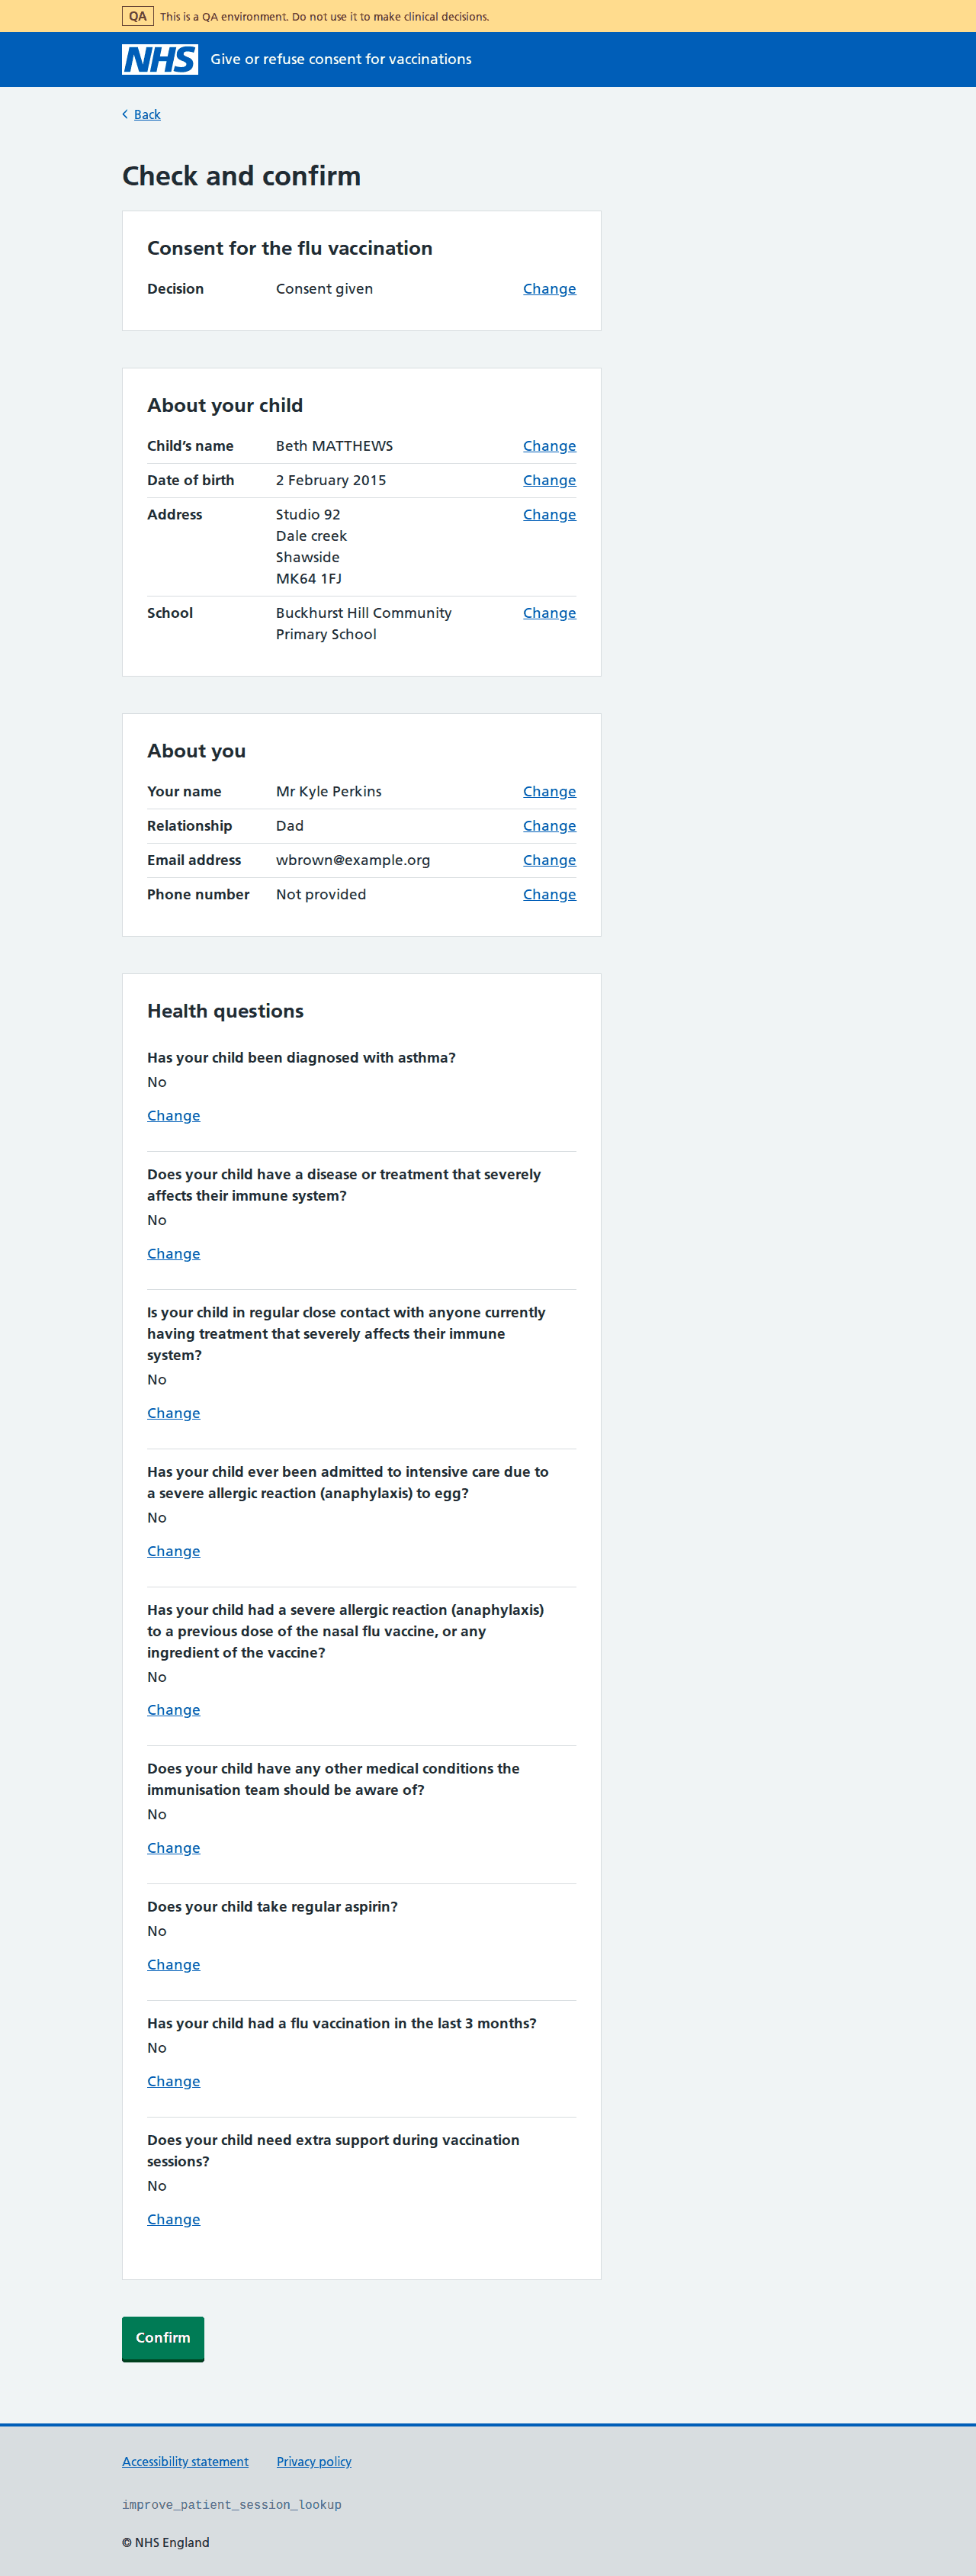 QA This is a QA environment. Do not use it to make clinical decisions.
NHS Give or refuse consent for vaccinations
Back
Check and confirm
Consent for the flu vaccination
Decision Consent given Change
About your child
Child’s name Beth MATTHEWS Change
Date of birth 2 February 2015 Change
Address Studio 92 Change
Dale creek
Shawside
MK64 1FJ
School Buckhurst Hill Community Change
Primary School
About you
Your name Mr Kyle Perkins Change
Relationship Dad Change
Email address wbrown@example.org Change
Phone number Not provided Change
Health questions
Has your child been diagnosed with asthma?
No
Change
Does your child have a disease or treatment that severely
affects their immune system?
No
Change
Is your child in regular close contact with anyone currently
having treatment that severely affects their immune
system?
No
Change
Has your child ever been admitted to intensive care due to
a severe allergic reaction (anaphylaxis) to egg?
No
Change
Has your child had a severe allergic reaction (anaphylaxis)
to a previous dose of the nasal flu vaccine, or any
ingredient of the vaccine?
No
Change
Does your child have any other medical conditions the
immunisation team should be aware of?
No
Change
Does your child take regular aspirin?
No
Change
Has your child had a flu vaccination in the last 3 months?
No
Change
Does your child need extra support during vaccination
sessions?
No
Change
Confirm
Accessibility statement Privacy policy
improve_patient_session_lookup
© NHS England